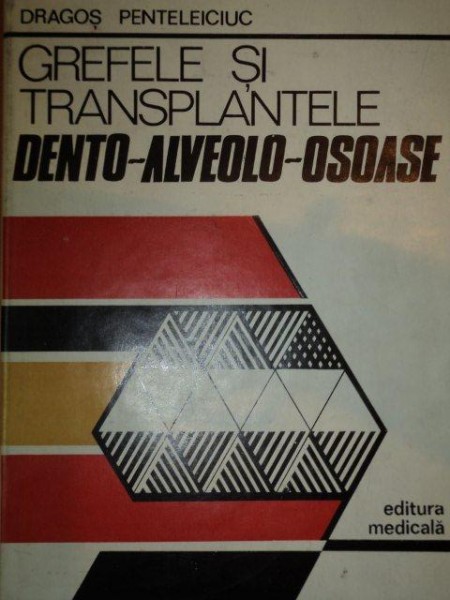 DRAGOȘ PENTELEICIUC
GREFELE ȘI
TRANSPLANTELE
DENTO-ALVEOLO-OSOASE
editura
medicală